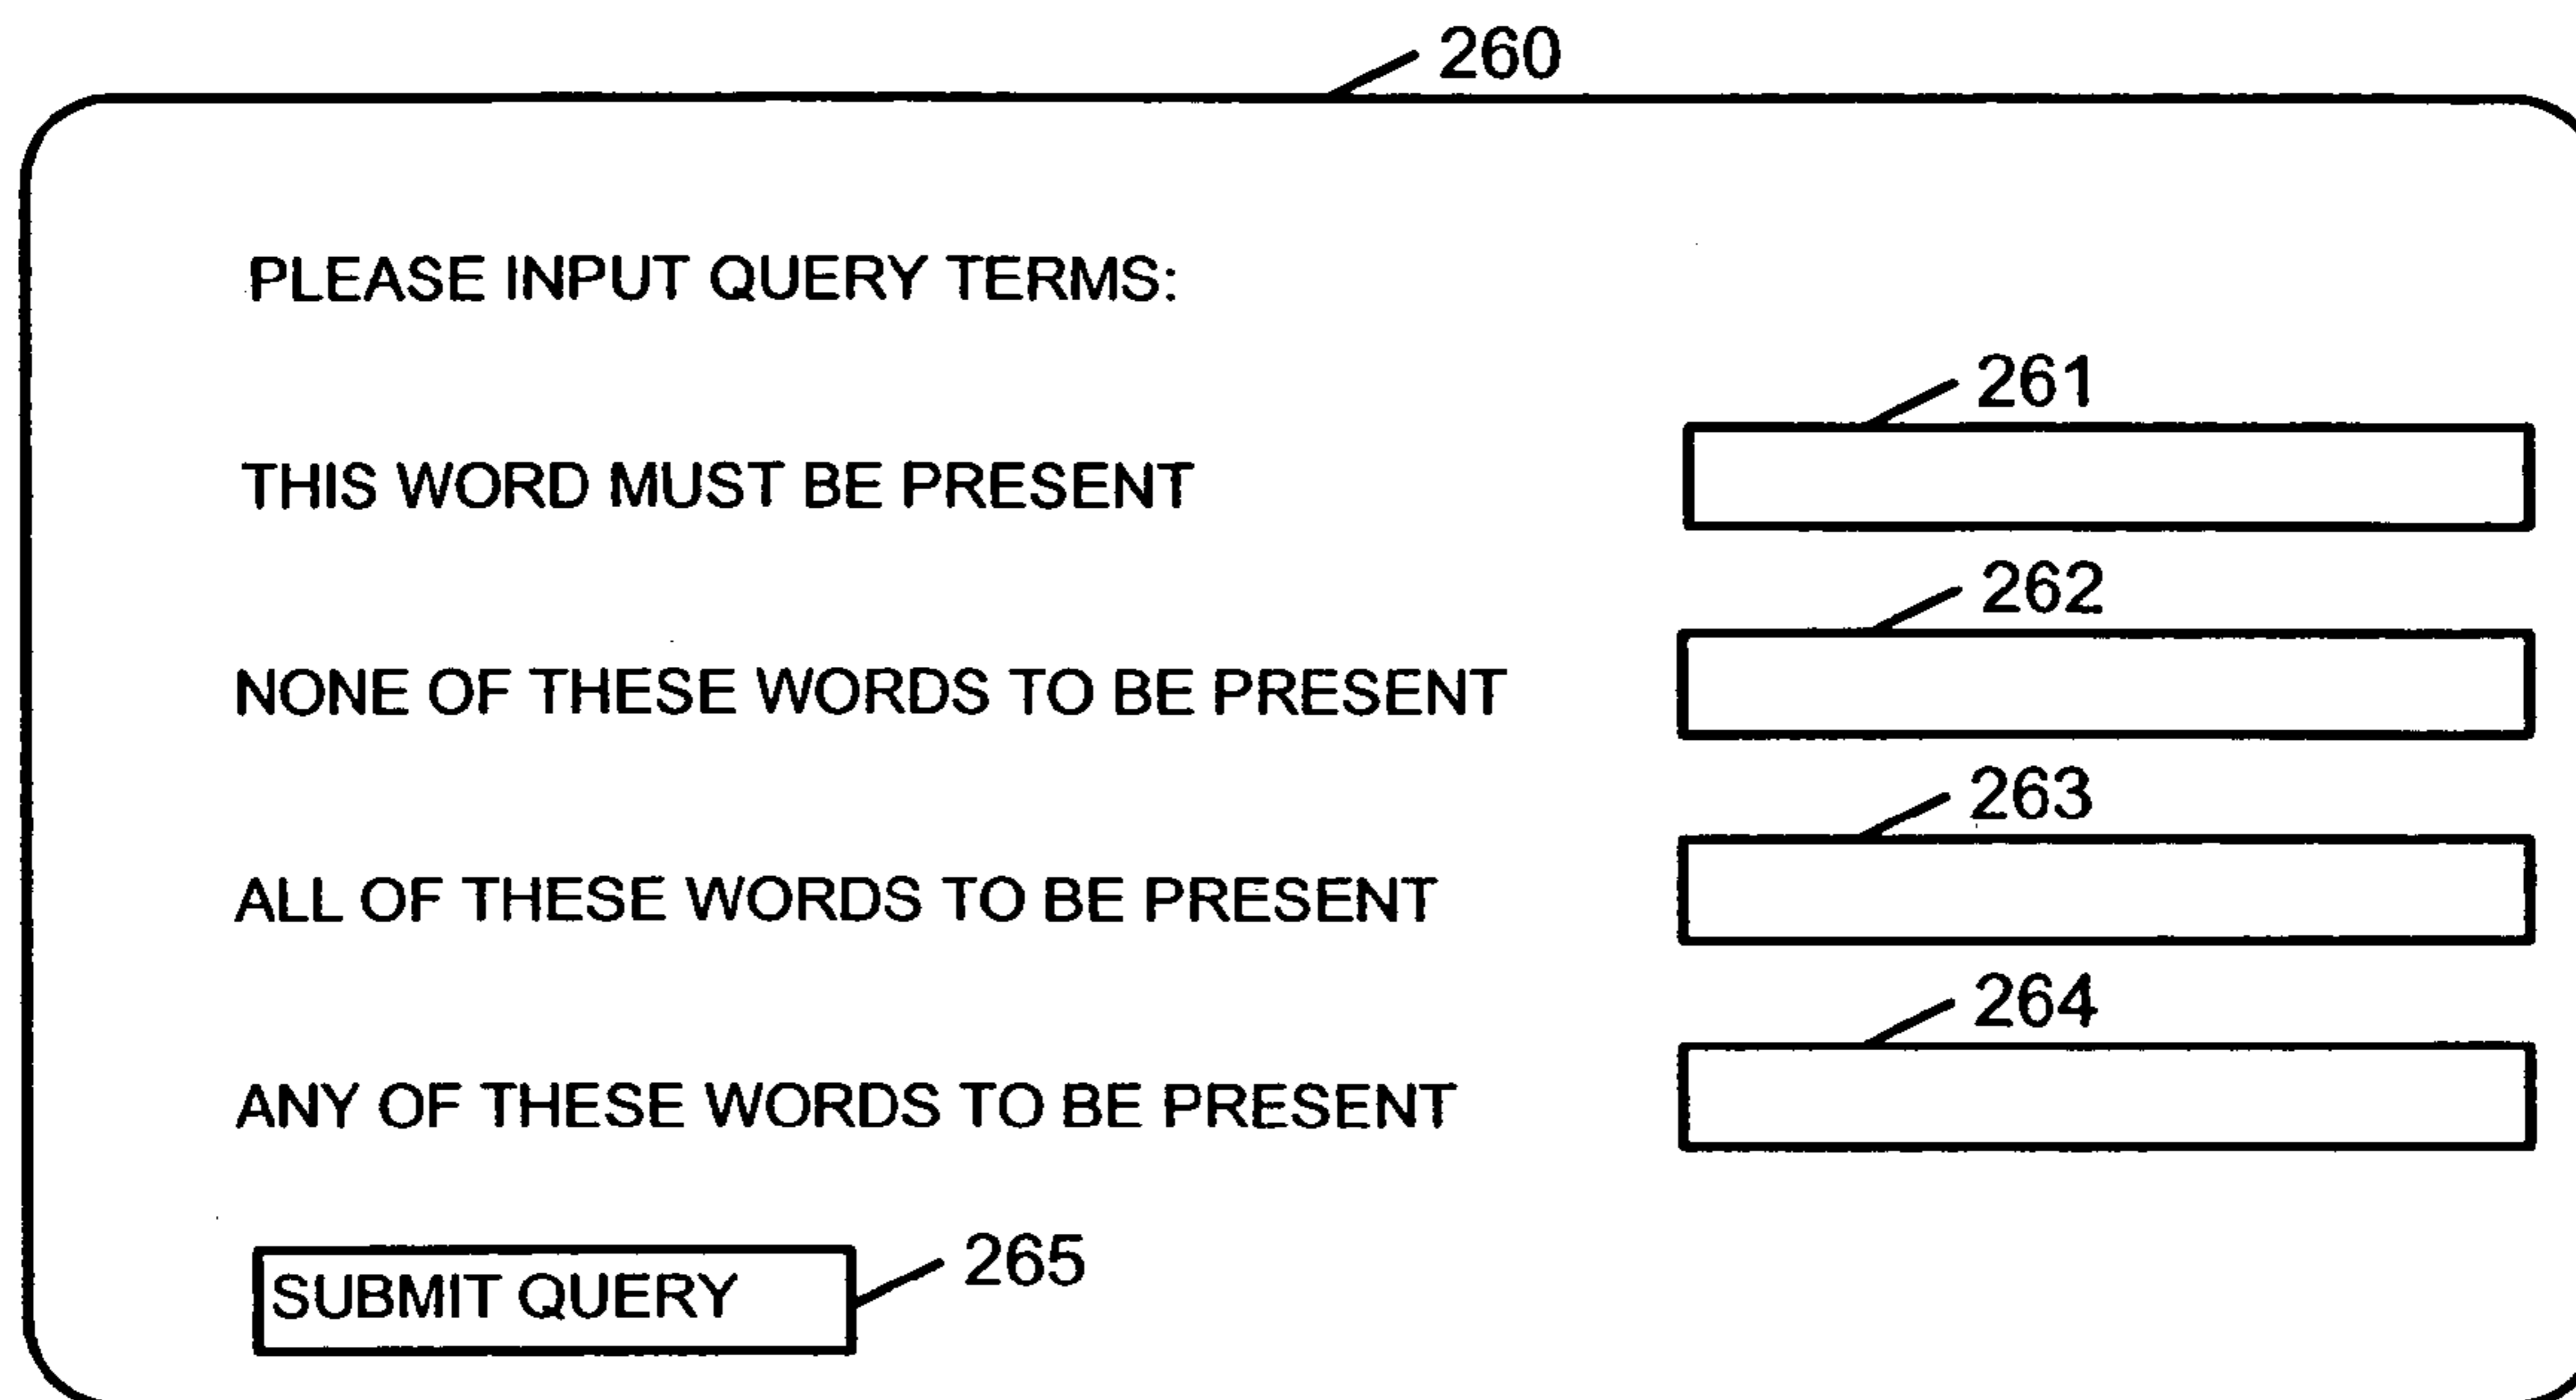 260
PLEASE INPUT QUERY TERMS:
261
THIS WORD MUST BE PRESENT
262
NONE OF THESE WORDS TO BE PRESENT
263
ALL OF THESE WORDS TO BE PRESENT
264
ANY OF THESE WORDS TO BE PRESENT
SUBMIT QUERY 265